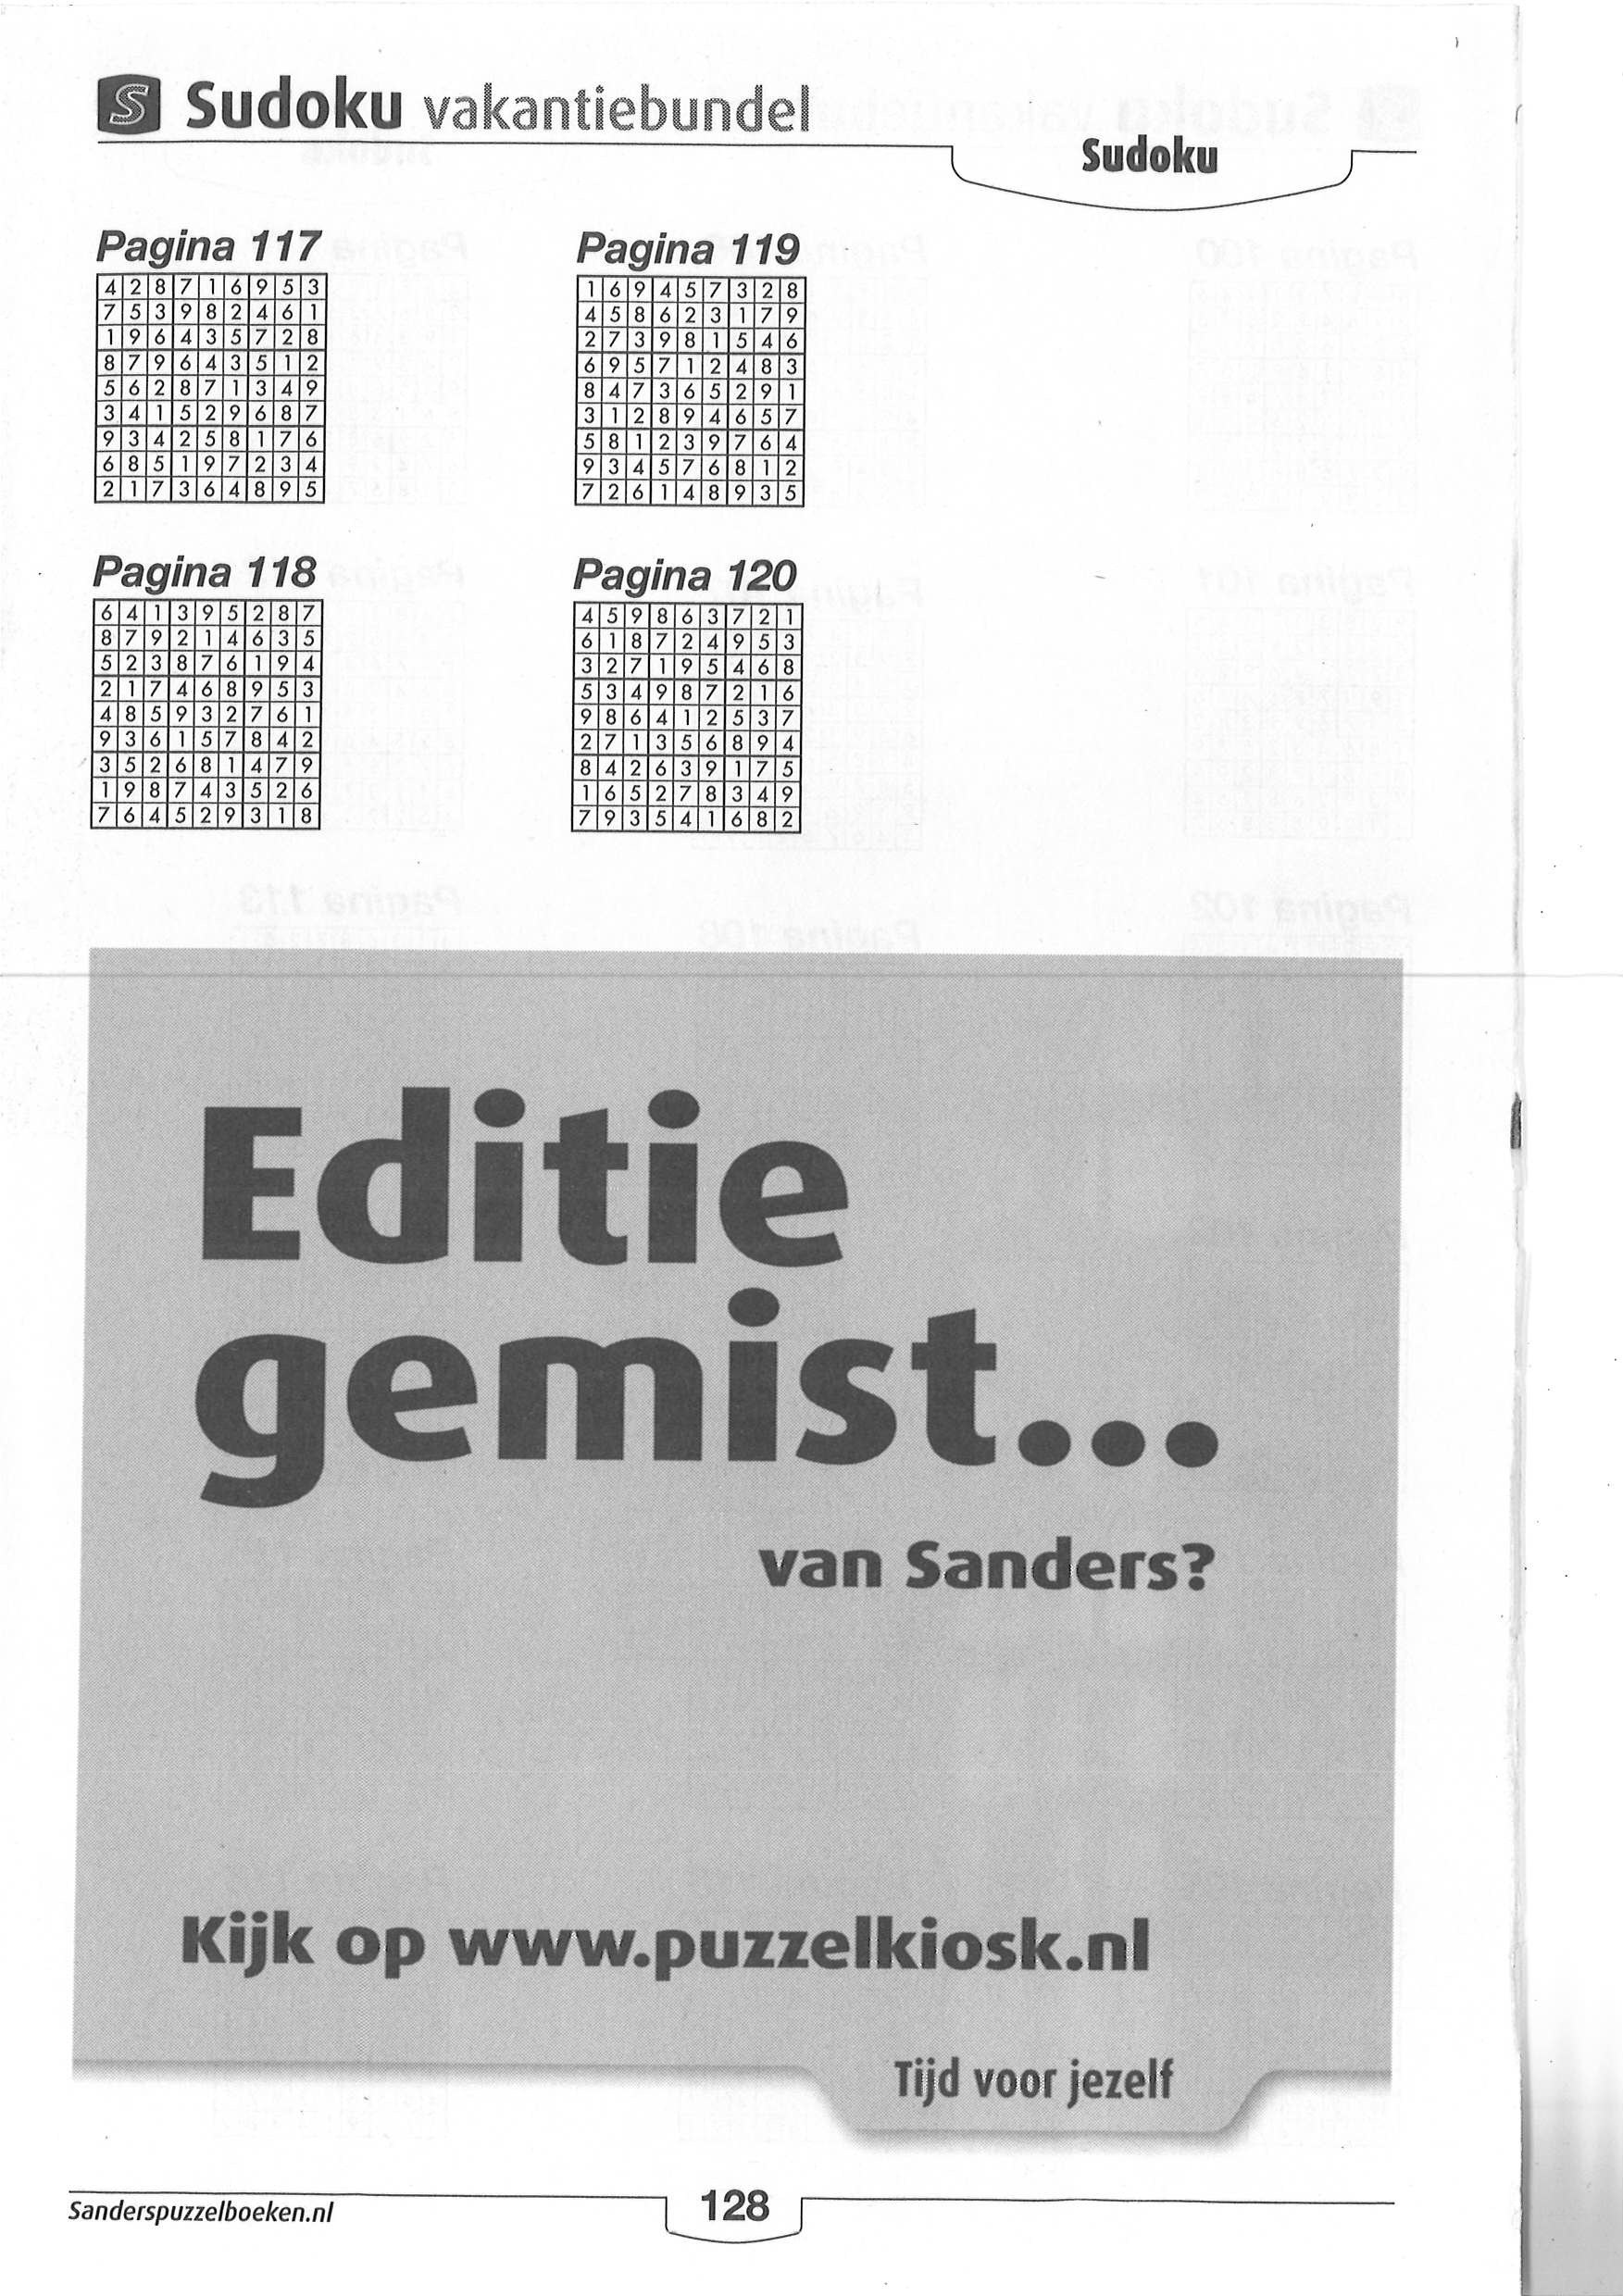 S Sudoku vakantiebundel
Sudoku
Pagina 117
4 2 8 7 1 6 9 5 3
7 5 3 9 8 2 4 6 1
1 9 6 4 3 5 7 2 8
8 7 9 6 4 3 5 1 2
5 6 2 8 7 1 3 4 9
3 4 1 5 2 9 6 8 7
9 3 4 2 5 8 1 7 6
6 8 5 1 9 7 2 3 4
2 1 7 3 6 4 8 9 5
Pagina 118
6 4 1 3 9 5 2 8 7
8 7 9 2 1 4 6 3 5
5 2 3 8 7 6 1 9 4
2 1 7 4 6 8 9 5 3
4 8 5 9 3 2 7 6 1
9 3 6 1 5 7 8 4 2
3 5 2 6 8 1 4 7 9
1 9 8 7 4 3 5 2 6
7 6 4 5 2 9 3 1 8
Pagina 119
1 6 9 4 5 7 3 2 8
4 5 8 6 2 3 1 7 9
2 7 3 9 8 1 5 4 6
6 9 5 7 1 2 4 8 3
8 4 7 3 6 5 2 9 1
3 1 2 8 9 4 6 5 7
5 8 1 2 3 9 7 6 4
9 3 4 5 7 6 8 1 2
7 2 6 1 4 8 9 3 5
Pagina 120
4 5 9 8 6 3 7 2 1
6 1 8 7 2 4 9 5 3
3 2 7 1 9 5 4 6 8
5 3 4 9 8 7 2 1 6
9 8 6 4 1 2 5 3 7
2 7 1 3 5 6 8 9 4
8 4 2 6 3 9 1 7 5
1 6 5 2 7 8 3 4 9
7 9 3 5 4 1 6 8 2
Editie
gemist...
van Sanders?
Kijk op www.puzzelkiosk.nl
Tijd voor jezelf
Sanderspuzzelboeken.nl
128